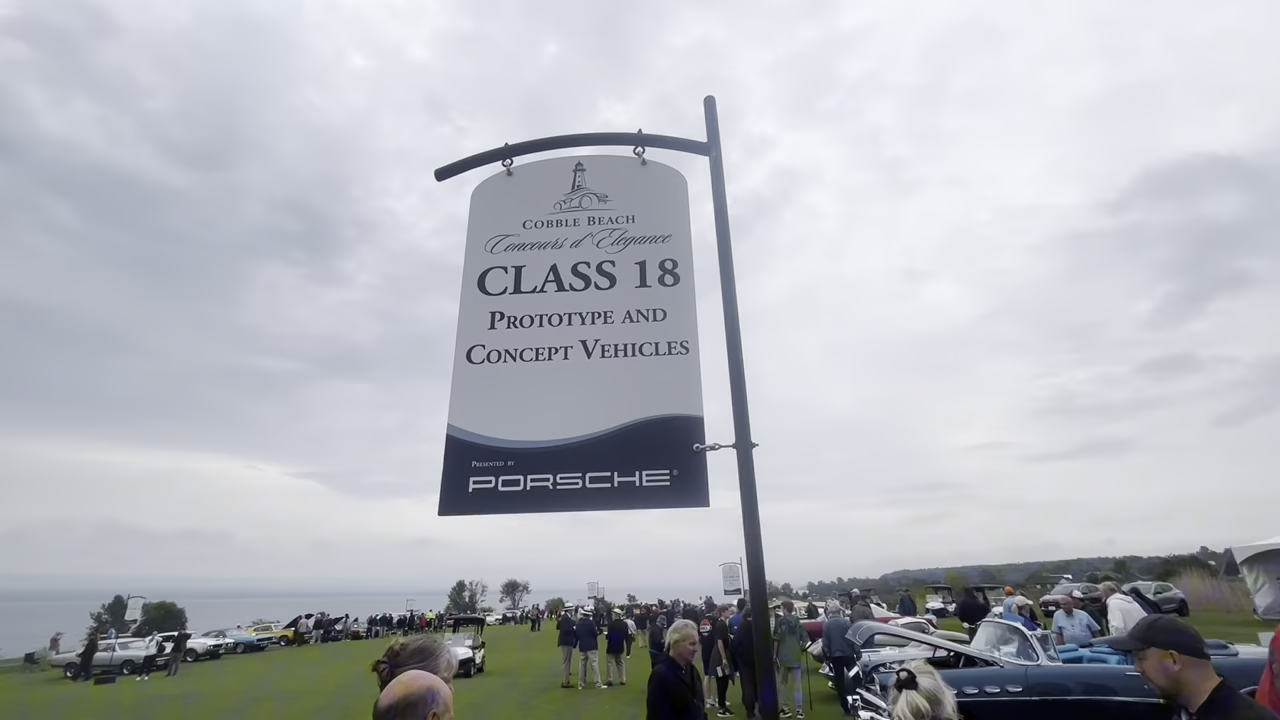 COBBLE BEACH
Concours d'Elegance
CLASS 18
PROTOTYPE AND
CONCEPT VEHICLES
PRESENTED BY
PORSCHE®